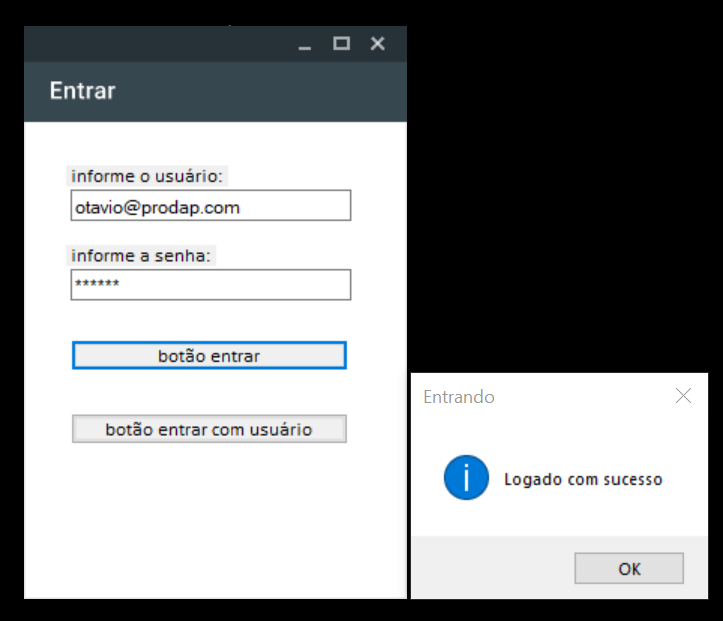 Entrar
informe o usuário:
otavio@prodap.com
informe a senha:
******
botão entrar
botão entrar com usuário
Entrando
Logado com sucesso
OK